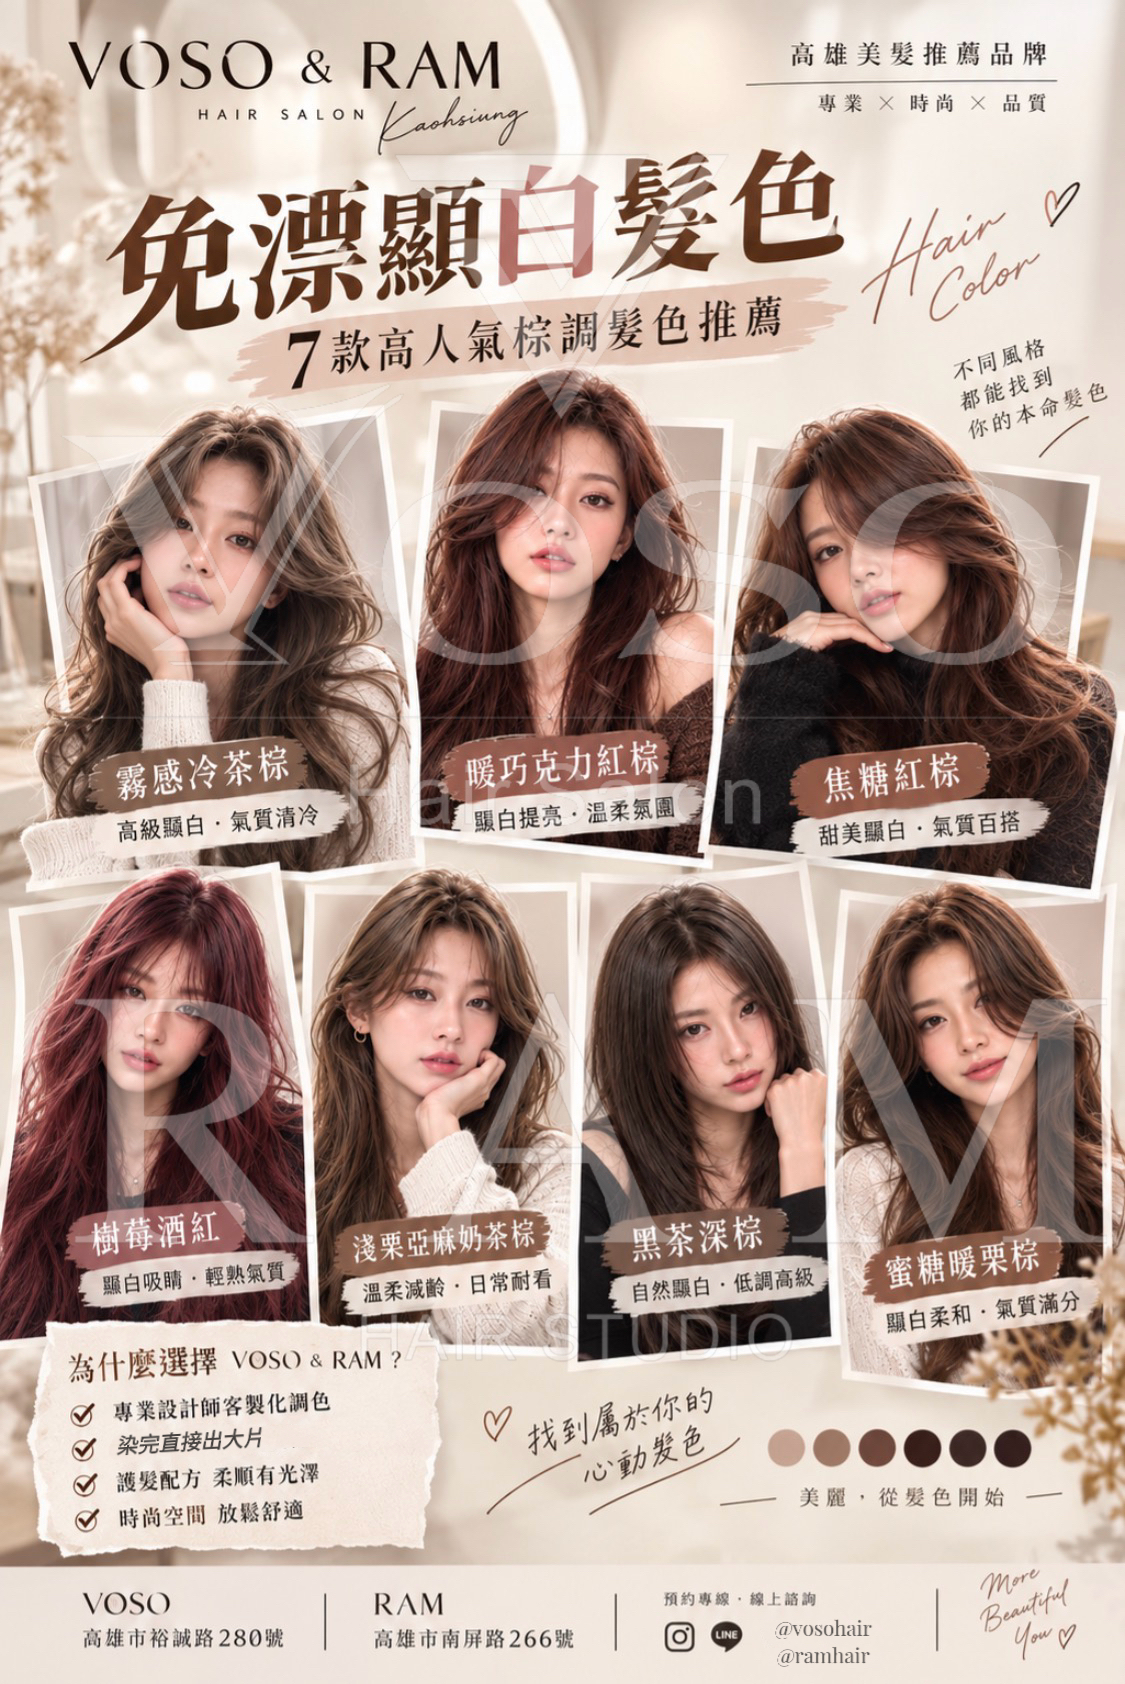 VOSO & RAM
HAIR SALON Kaohsiung
高雄美髮推薦品牌
專業 × 時尚 × 品質
免漂顯白髮色
7款高人氣棕調髮色推薦
Hair
Color
不同風格
都能找到
你的本命髮色
霧感冷茶棕
高級顯白・氣質清冷
暖巧克力紅棕
顯白提亮・溫柔氛圍
焦糖紅棕
甜美顯白・氣質百搭
VOSO
Hair Salon
樹莓酒紅
顯白吸睛・輕熟氣質
淺栗亞麻奶茶棕
溫柔減齡・日常耐看
黑茶深棕
自然顯白・低調高級
蜜糖暖栗棕
顯白柔和・氣質滿分
RAM
HAIR STUDIO
為什麼選擇 VOSO & RAM ?
專業設計師客製化調色
染完直接出大片
護髮配方 柔順有光澤
時尚空間 放鬆舒適
找到屬於你的
心動髮色
美麗,從髮色開始
VOSO
高雄市裕誠路280號
RAM
高雄市南屏路266號
預約專線・線上諮詢
LINE
@vosohair
@ramhair
More
Beautiful
You